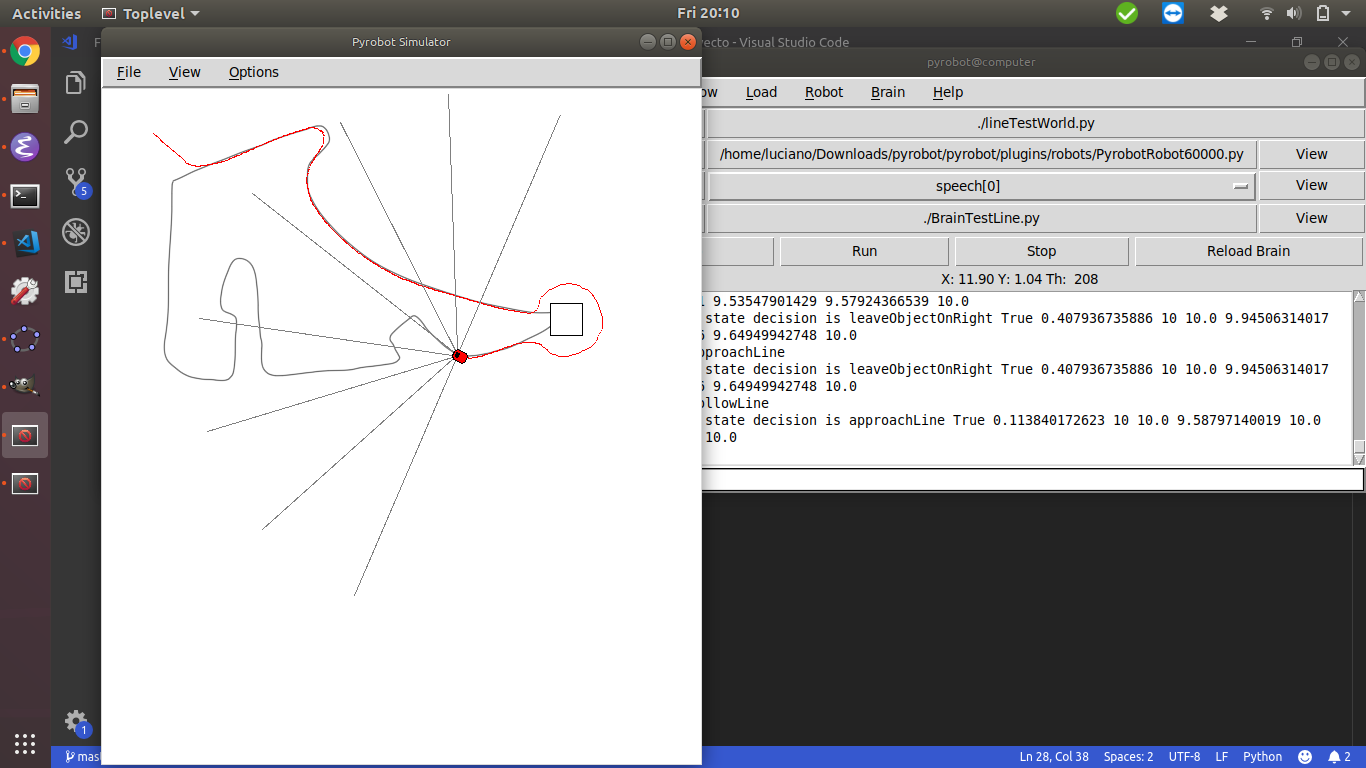 Activities Toplevel Fri 20:10
Pyrobot Simulator
File View Options
5
1
F
yecto - Visual Studio Code
pyrobot@computer
ow Load Robot Brain Help
./lineTestWorld.py
/home/luciano/Downloads/pyrobot/pyrobot/plugins/robots/PyrobotRobot60000.py View
speech[0] View
./BrainTestLine.py View
Run Stop Reload Brain
X: 11.90 Y: 1.04 Th: 208
9.53547901429 9.57924366539 10.0
state decision is leaveObjectOnRight True 0.407936735886 10 10.0 9.94506314017
9.64949942748 10.0
pproachLine
state decision is leaveObjectOnRight True 0.407936735886 10 10.0 9.94506314017
9.64949942748 10.0
ollowLine
state decision is approachLine True 0.113840172623 10 10.0 9.58797140019 10.0
10.0
mast Ln 28, Col 38 Spaces: 2 UTF-8 LF Python 2